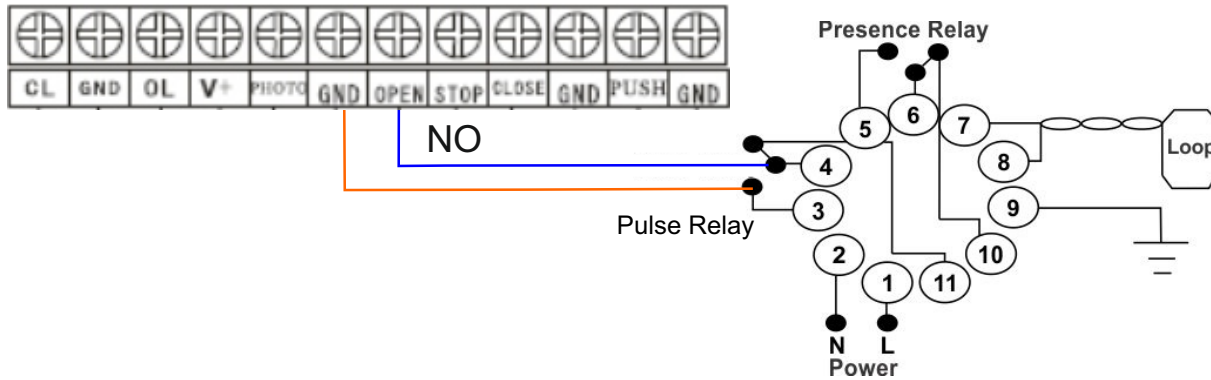 CL GND OL V+ PHOTO GND OPEN STOP CLOSE GND PUSH GND
NO
Presence Relay
5 6 7
4 8 Loop
3 9
Pulse Relay
2 10
1 11
N L
Power